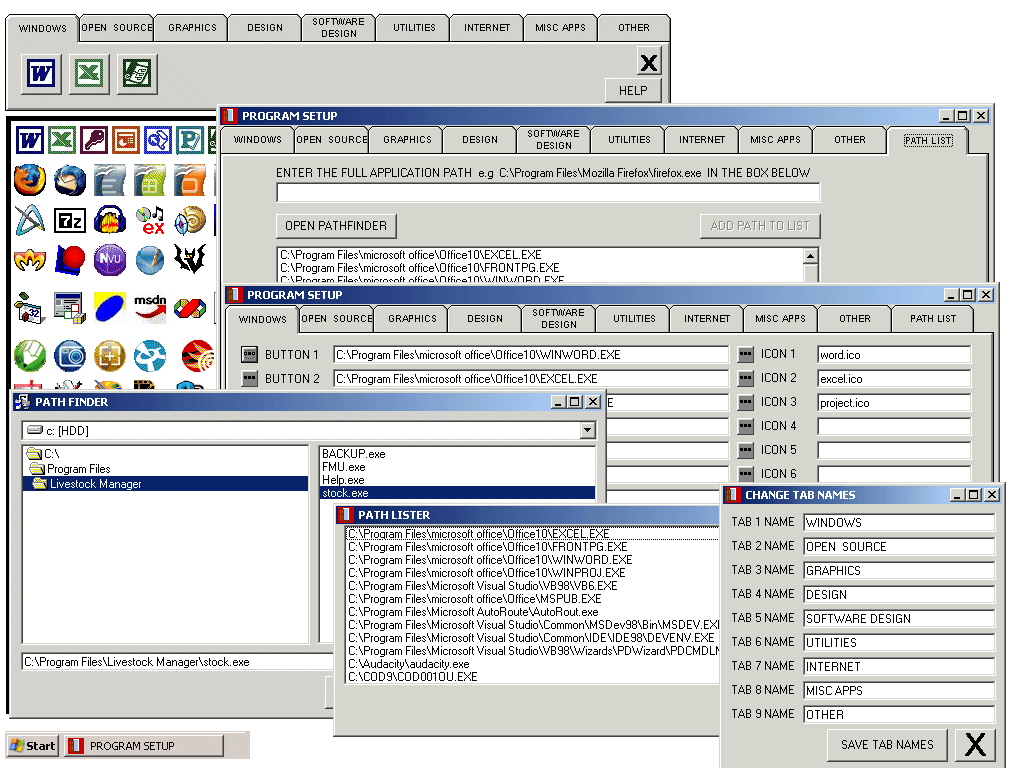 WINDOWS
OPEN SOURCE
GRAPHICS
DESIGN
SOFTWARE
DESIGN
UTILITIES
INTERNET
MISC APPS
OTHER
W
X
HELP
PROGRAM SETUP
WINDOWS
OPEN SOURCE
GRAPHICS
DESIGN
SOFTWARE
DESIGN
UTILITIES
INTERNET
MISC APPS
OTHER
PATH LIST
ENTER THE FULL APPLICATION PATH e.g C:\Program Files\Mozilla Firefox\firefox.exe IN THE BOX BELOW
OPEN PATHFINDER
ADD PATH TO LIST
C:\Program Files\microsoft office\Office10\EXCEL.EXE
C:\Program Files\microsoft office\Office10\FRONTPG.EXE
C:\Program Files\microsoft office\Office10\WINWORD.EXE
7z
ex
NVU
msdn
32
PROGRAM SETUP
WINDOWS
OPEN SOURCE
GRAPHICS
DESIGN
SOFTWARE
DESIGN
UTILITIES
INTERNET
MISC APPS
OTHER
PATH LIST
BUTTON 1
C:\Program Files\microsoft office\Office10\WINWORD.EXE
ICON 1
word.ico
BUTTON 2
C:\Program Files\microsoft office\Office10\EXCEL.EXE
ICON 2
excel.ico
E
ICON 3
project.ico
ICON 4
ICON 5
ICON 6
PATH FINDER
c: [HDD]
C:\
Program Files
Livestock Manager
BACKUP.exe
FMU.exe
Help.exe
stock.exe
C:\Program Files\Livestock Manager\stock.exe
PATH LISTER
C:\Program Files\microsoft office\Office10\EXCEL.EXE
C:\Program Files\microsoft office\Office10\FRONTPG.EXE
C:\Program Files\microsoft office\Office10\WINWORD.EXE
C:\Program Files\microsoft office\Office10\WINPROJ.EXE
C:\Program Files\Microsoft Visual Studio\VB98\VB6.EXE
C:\Program Files\microsoft office\Office\MSPUB.EXE
C:\Program Files\Microsoft AutoRoute\AutoRout.exe
C:\Program Files\Microsoft Visual Studio\Common\MSDev98\Bin\MSDEV.EX
C:\Program Files\Microsoft Visual Studio\Common\IDE\IDE98\DEVENV.EXE
C:\Program Files\Microsoft Visual Studio\VB98\Wizards\PDWizard\PDCMDLN
C:\Audacity\audacity.exe
C:\COD9\COD001OU.EXE
CHANGE TAB NAMES
TAB 1 NAME WINDOWS
TAB 2 NAME OPEN SOURCE
TAB 3 NAME GRAPHICS
TAB 4 NAME DESIGN
TAB 5 NAME SOFTWARE DESIGN
TAB 6 NAME UTILITIES
TAB 7 NAME INTERNET
TAB 8 NAME MISC APPS
TAB 9 NAME OTHER
SAVE TAB NAMES
X
Start
PROGRAM SETUP